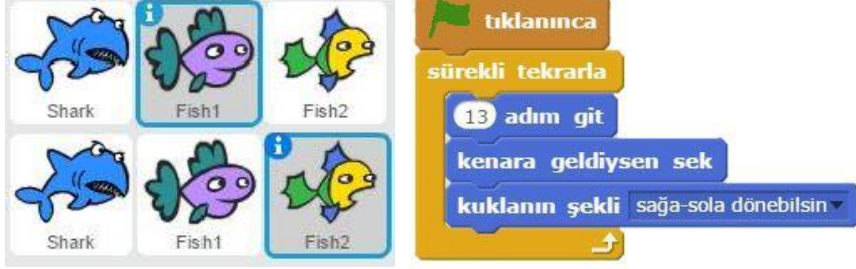 Shark Fish1 Fish2
Shark Fish1 Fish2
tıklanınca
sürekli tekrarla
13 adım git
kenara geldiysen sek
kuklanın şekli sağa-sola dönebilsin